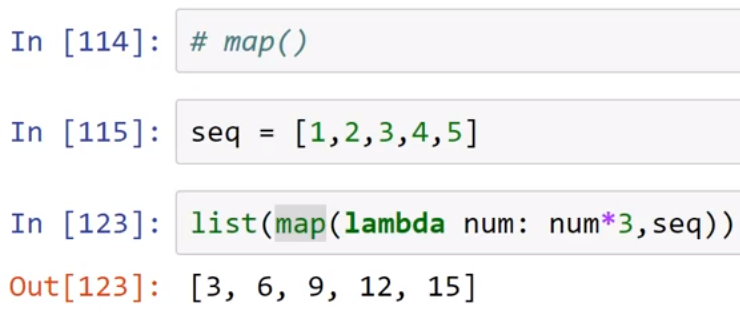 In [114]: # map()
In [115]: seq = [1,2,3,4,5]
In [123]: list(map(lambda num: num*3,seq))
Out[123]: [3, 6, 9, 12, 15]